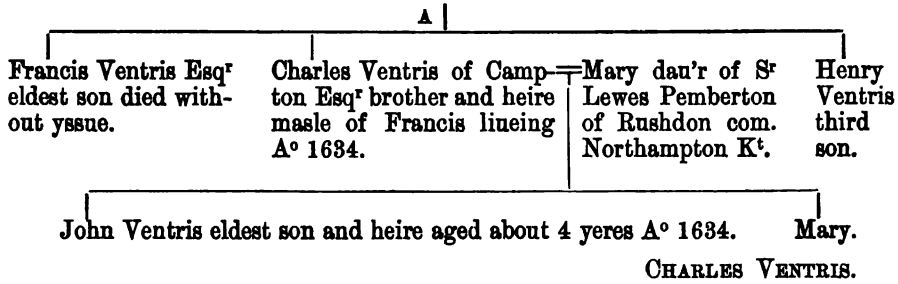 A
Francis Ventris Esqr
eldest son died with-
out yssue.
Charles Ventris of Camp-
ton Esqr brother and heire
masle of Francis liueing
Ao 1634.
Mary dau'r of Sr
Lewes Pemberton
of Rushdon com.
Northampton Kt.
Henry
Ventris
third
son.
John Ventris eldest son and heire aged about 4 yeres Ao 1634.
Mary.
CHARLES VENTRIS.